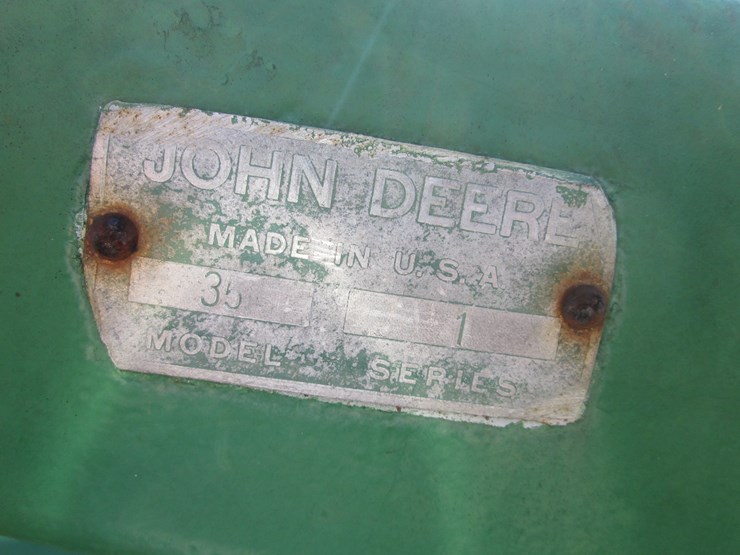 JOHN DEERE
MADE IN U.S.A
35 1
MODEL SERIES